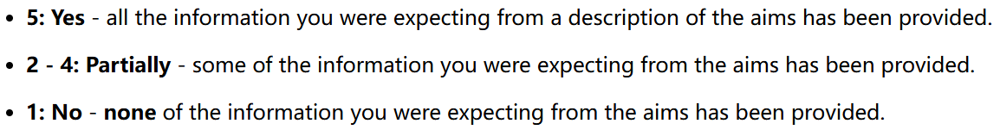 • 5: Yes - all the information you were expecting from a description of the aims has been provided.
• 2 - 4: Partially - some of the information you were expecting from the aims has been provided.
• 1: No - none of the information you were expecting from the aims has been provided.